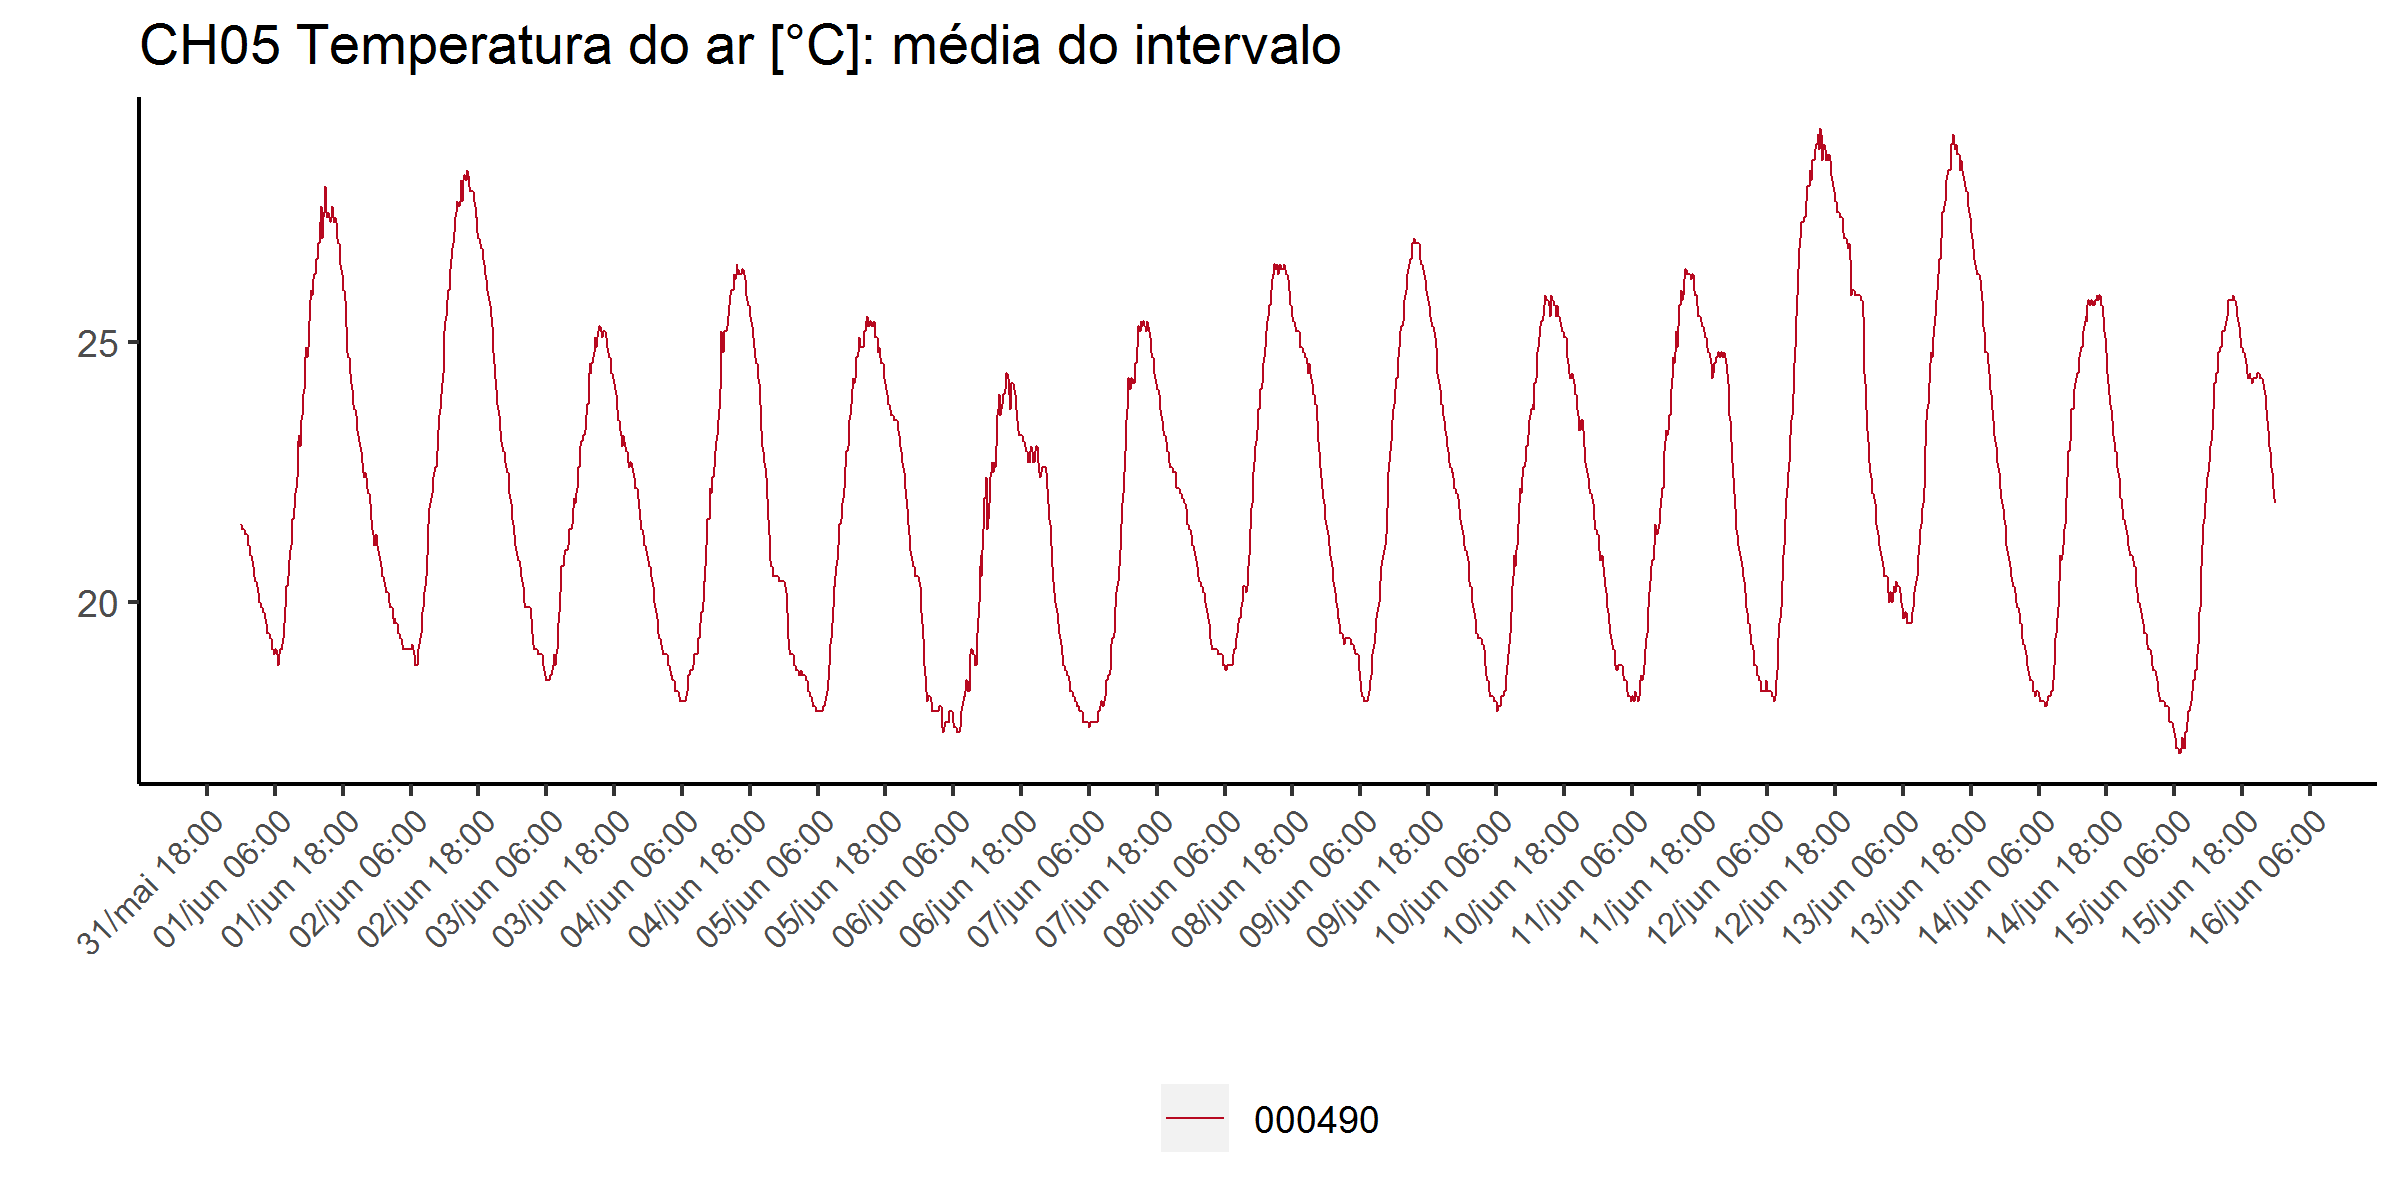 CH05 Temperatura do ar [°C]: média do intervalo
25
20
31/mai 18:00
01/jun 06:00
01/jun 18:00
02/jun 06:00
02/jun 18:00
03/jun 06:00
03/jun 18:00
04/jun 06:00
04/jun 18:00
05/jun 06:00
05/jun 18:00
06/jun 06:00
06/jun 18:00
07/jun 06:00
07/jun 18:00
08/jun 06:00
08/jun 18:00
09/jun 06:00
09/jun 18:00
10/jun 06:00
10/jun 18:00
11/jun 06:00
11/jun 18:00
12/jun 06:00
12/jun 18:00
13/jun 06:00
13/jun 18:00
14/jun 06:00
14/jun 18:00
15/jun 06:00
15/jun 18:00
16/jun 06:00
000490